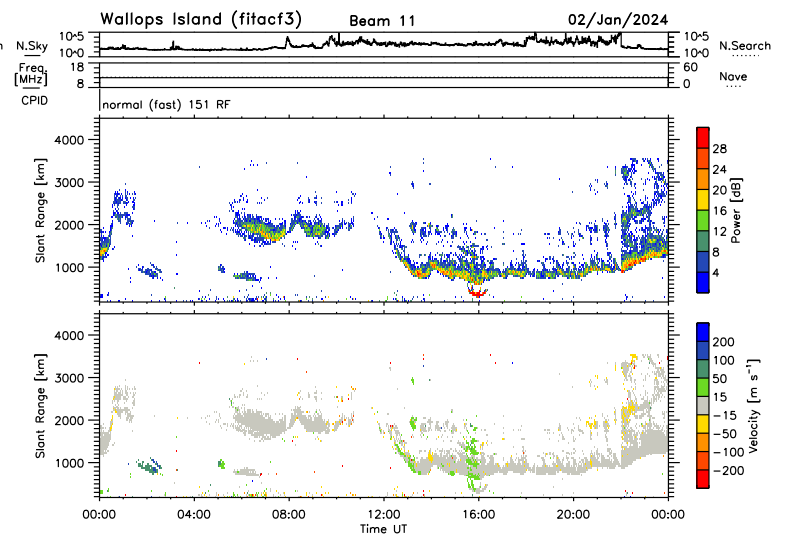 Wallops Island (fitacf3) Beam 11 02/Jan/2024
n N.Sky 10^5 10^0 10^5 10^0 N.Search
Freq. [MHz] 18 8 60 0 Nave
CPID normal (fast) 151 RF
Slant Range [km] 4000 3000 2000 1000
28 24 20 16 12 8 4 Power [dB]
Slant Range [km] 4000 3000 2000 1000
200 100 50 15 -15 -50 -100 -200 Velocity [m s⁻¹]
00:00 04:00 08:00 12:00 16:00 20:00 00:00
Time UT